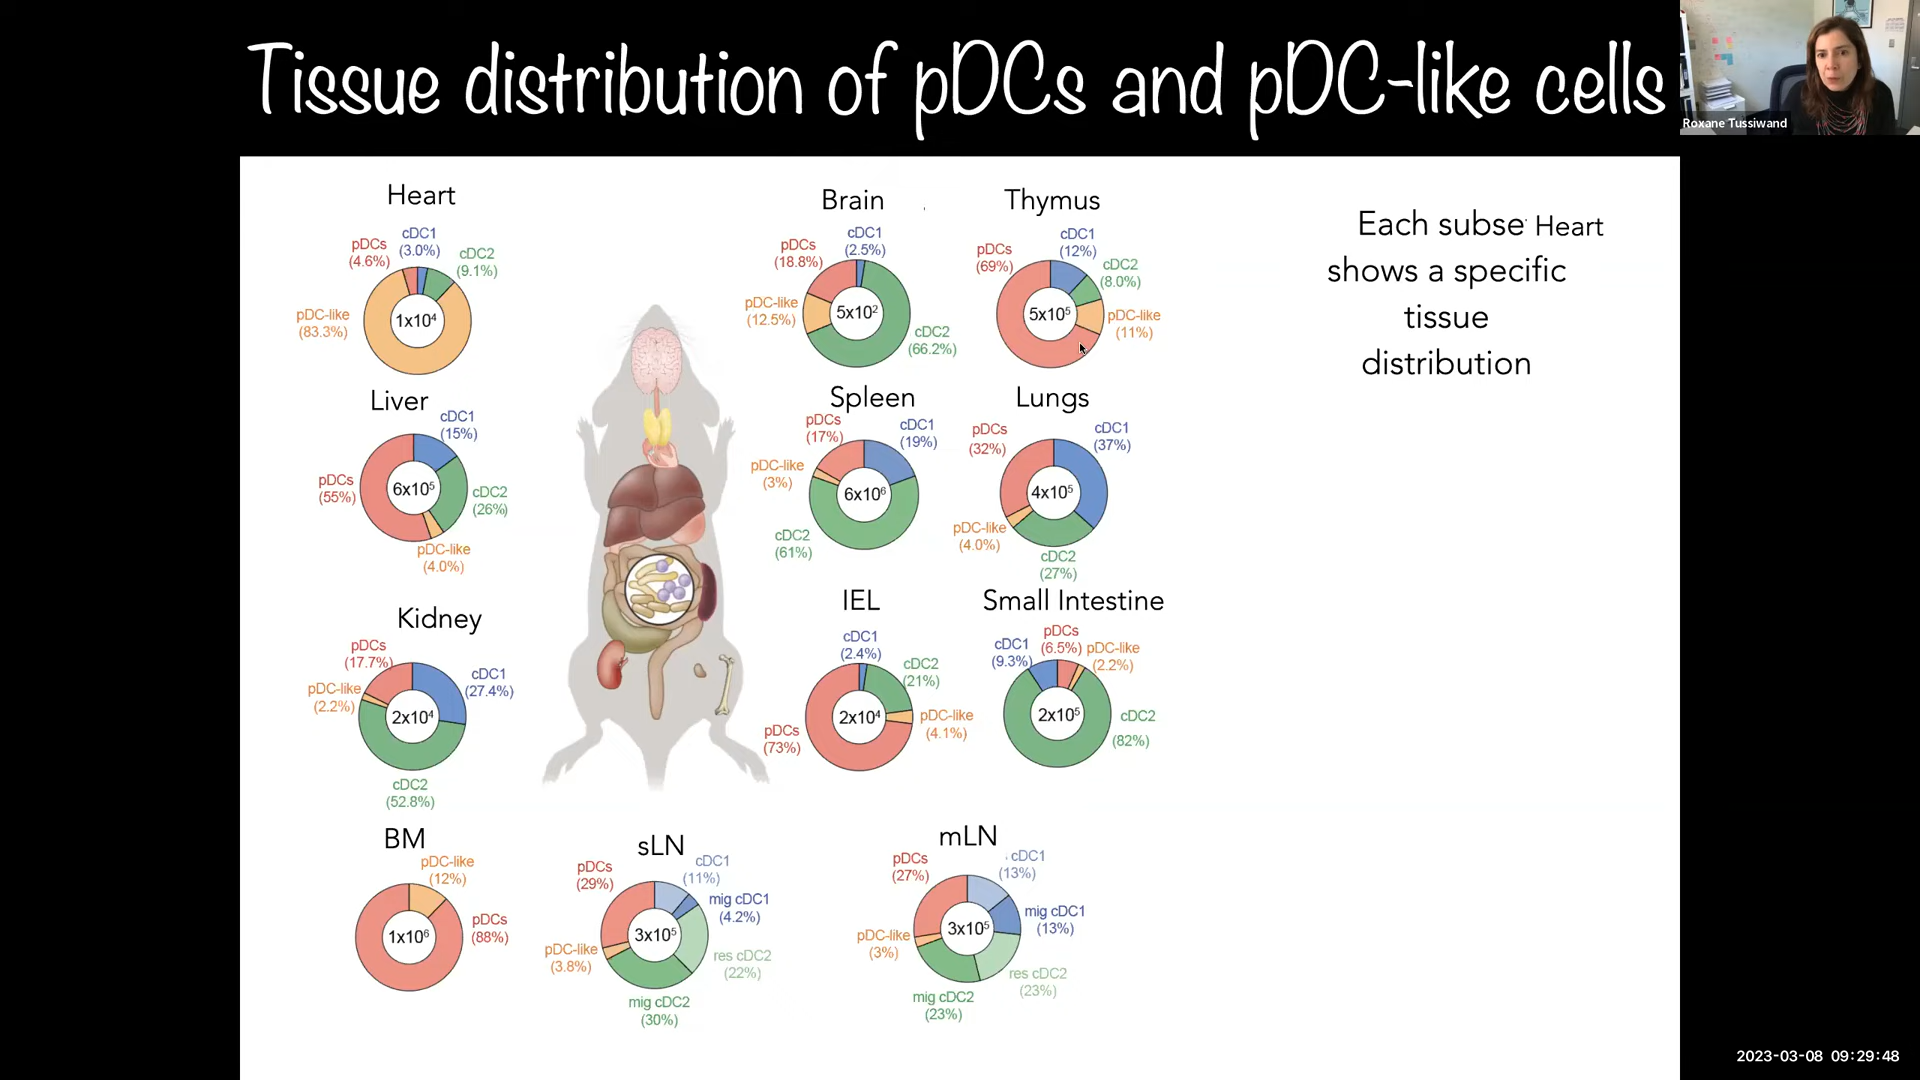 Tissue distribution of pDCs and pDC-like cells
Roxane Tussiwand
Heart
pDCs
(4.6%)
cDC1
(3.0%)
cDC2
(9.1%)
pDC-like
(83.3%)
1x10⁴
Brain
pDCs
(18.8%)
cDC1
(2.5%)
pDC-like
(12.5%)
5x10²
cDC2
(66.2%)
Thymus
pDCs
(69%)
cDC1
(12%)
cDC2
(8.0%)
pDC-like
(11%)
5x10⁵
Each subse Heart
shows a specific
tissue
distribution
Liver
cDC1
(15%)
pDCs
(55%)
6x10⁵
cDC2
(26%)
pDC-like
(4.0%)
Spleen
pDCs
(17%)
cDC1
(19%)
pDC-like
(3%)
6x10⁶
cDC2
(61%)
Lungs
pDCs
(32%)
cDC1
(37%)
4x10⁵
pDC-like
(4.0%)
cDC2
(27%)
Kidney
pDCs
(17.7%)
cDC1
(27.4%)
pDC-like
(2.2%)
2x10⁴
cDC2
(52.8%)
IEL
cDC1
(2.4%)
cDC2
(21%)
2x10⁴
pDC-like
(4.1%)
pDCs
(73%)
Small Intestine
cDC1
(9.3%)
pDCs
(6.5%)
pDC-like
(2.2%)
2x10⁵
cDC2
(82%)
BM
pDC-like
(12%)
pDCs
(88%)
1x10⁶
sLN
pDCs
(29%)
cDC1
(11%)
mig cDC1
(4.2%)
3x10⁵
pDC-like
(3.8%)
res cDC2
(22%)
mig cDC2
(30%)
mLN
pDCs
(27%)
cDC1
(13%)
mig cDC1
(13%)
3x10⁵
pDC-like
(3%)
res cDC2
(23%)
mig cDC2
(23%)
2023-03-08 09:29:48